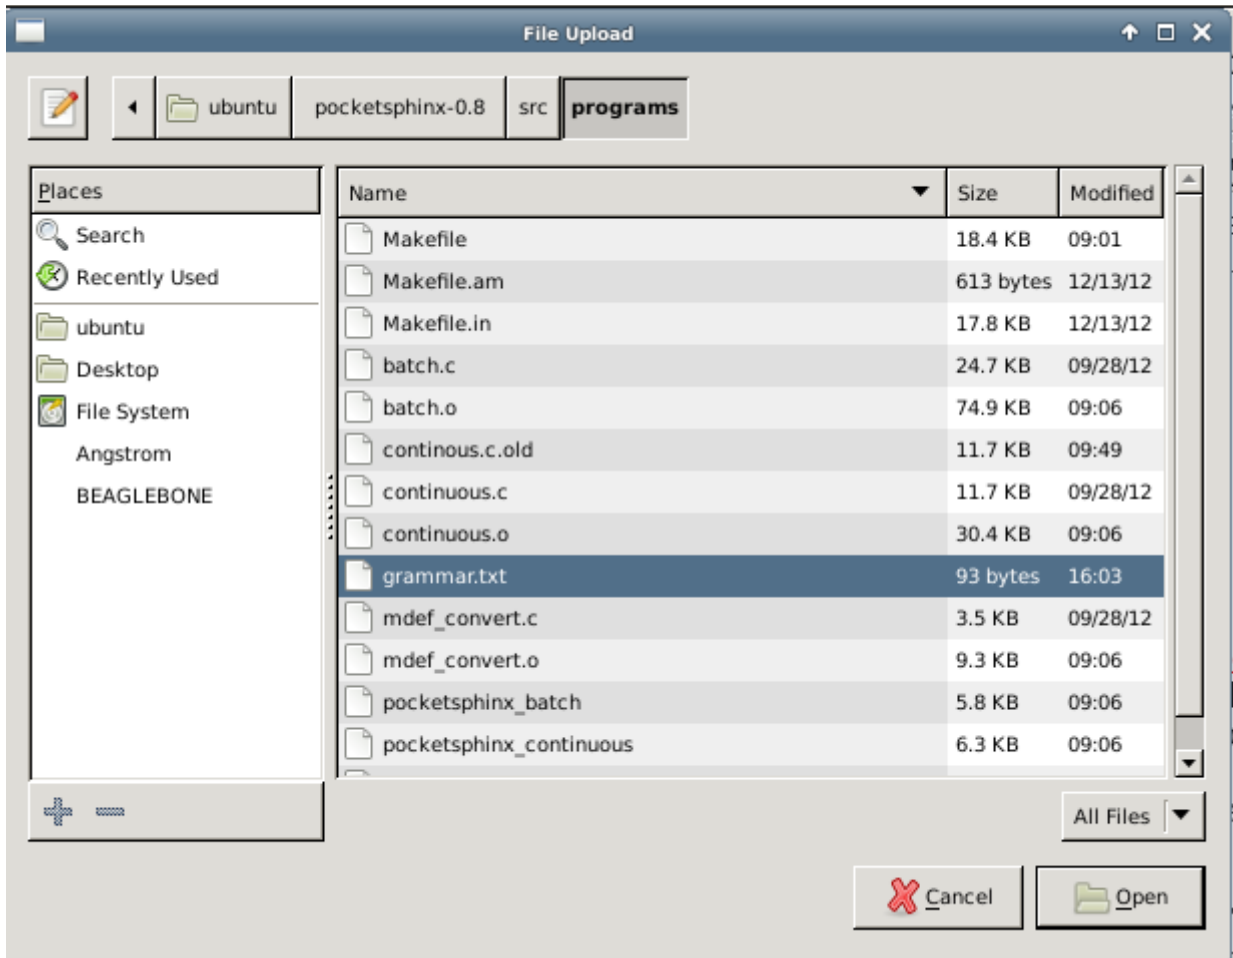 File Upload
ubuntu pocketsphinx-0.8 src programs
Places
Search
Recently Used
ubuntu
Desktop
File System
Angstrom
BEAGLEBONE
Name Size Modified
Makefile 18.4 KB 09:01
Makefile.am 613 bytes 12/13/12
Makefile.in 17.8 KB 12/13/12
batch.c 24.7 KB 09/28/12
batch.o 74.9 KB 09:06
continous.c.old 11.7 KB 09:49
continuous.c 11.7 KB 09/28/12
continuous.o 30.4 KB 09:06
grammar.txt 93 bytes 16:03
mdef_convert.c 3.5 KB 09/28/12
mdef_convert.o 9.3 KB 09:06
pocketsphinx_batch 5.8 KB 09:06
pocketsphinx_continuous 6.3 KB 09:06
All Files
Cancel Open